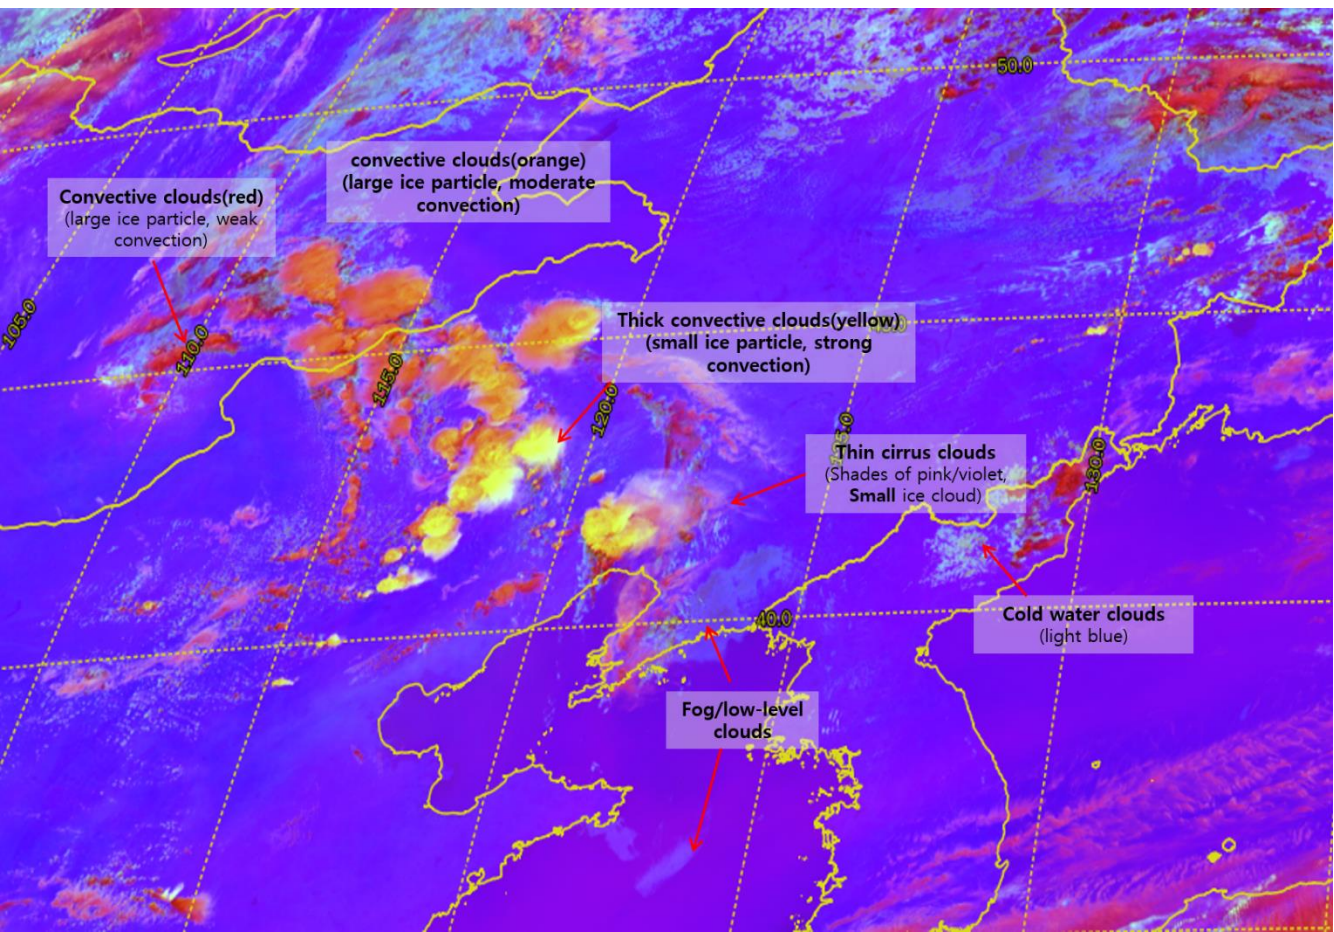 50.0
convective clouds(orange)
(large ice particle, moderate
convection)
Convective clouds(red)
(large ice particle, weak
convection)
105.0
110.0
115.0
Thick convective clouds(yellow)
(small ice particle, strong
convection)
120.0
Thin cirrus clouds
(Shades of pink/violet,
Small ice cloud)
130.0
Cold water clouds
(light blue)
40.0
Fog/low-level
clouds